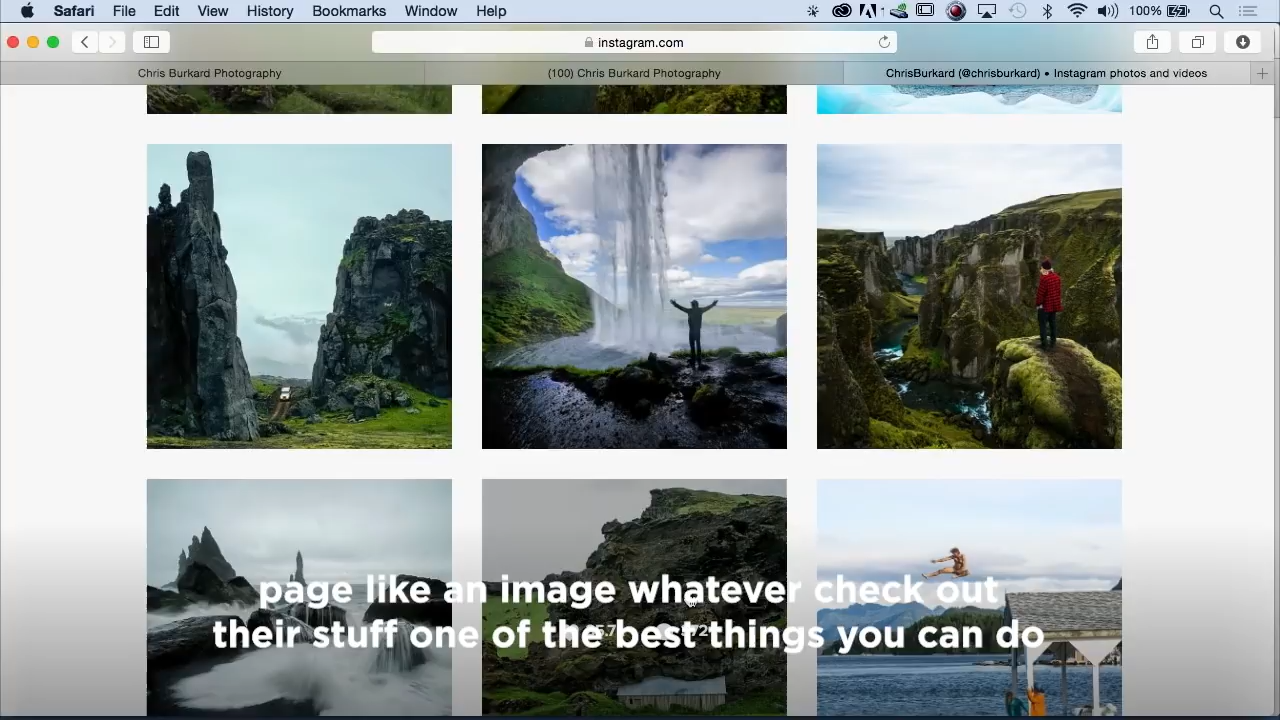 Safari File Edit View History Bookmarks Window Help 100%
instagram.com
Chris Burkard Photography (100) Chris Burkard Photography ChrisBurkard (@chrisburkard) • Instagram photos and videos
page like an image whatever check out
their stuff one of the best things you can do